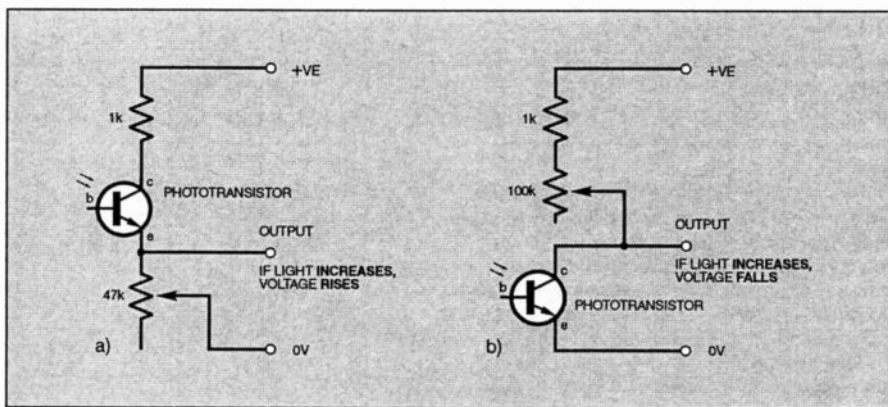 +VE
1k
c
b
PHOTOTRANSISTOR
e
OUTPUT
IF LIGHT INCREASES,
VOLTAGE RISES
47k
a)
0V
+VE
1k
100k
OUTPUT
IF LIGHT INCREASES,
VOLTAGE FALLS
c
b
PHOTOTRANSISTOR
e
b)
0V